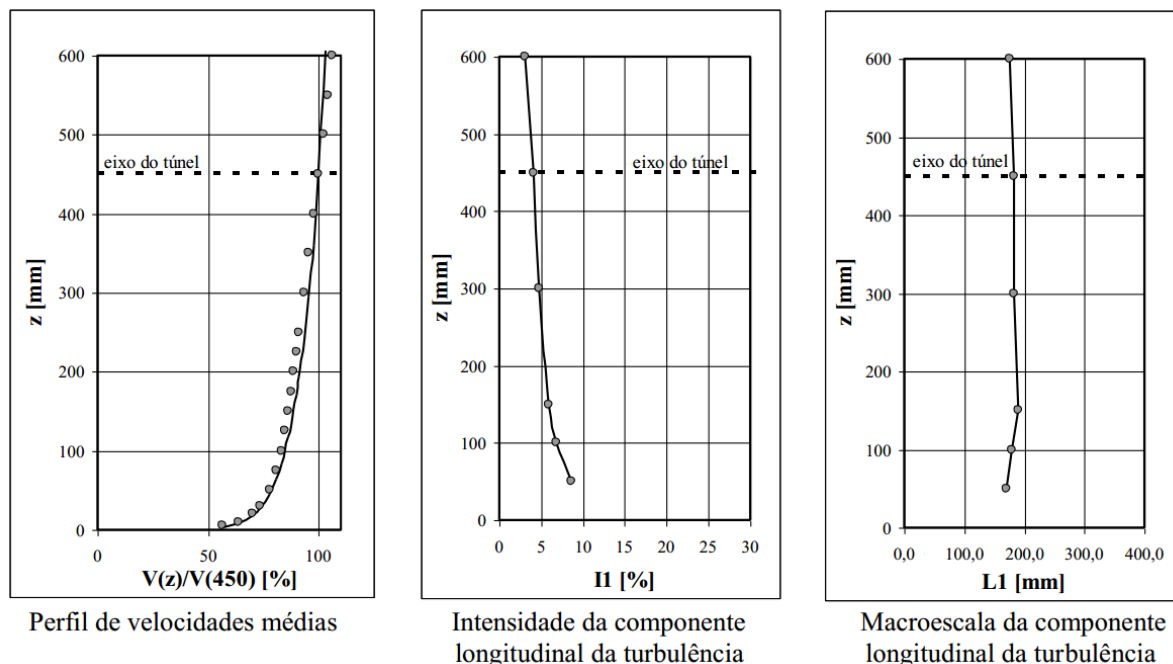 600
500
400
300
200
100
0
z [mm]
eixo do túnel
0
50
100
V(z)/V(450) [%]
Perfil de velocidades médias
600
500
400
300
200
100
0
z [mm]
eixo do túnel
0
5
10
15
20
25
30
I1 [%]
Intensidade da componente
longitudinal da turbulência
600
500
400
300
200
100
0
z [mm]
eixo do túnel
0,0
100,0
200,0
300,0
400,0
L1 [mm]
Macroescala da componente
longitudinal da turbulência